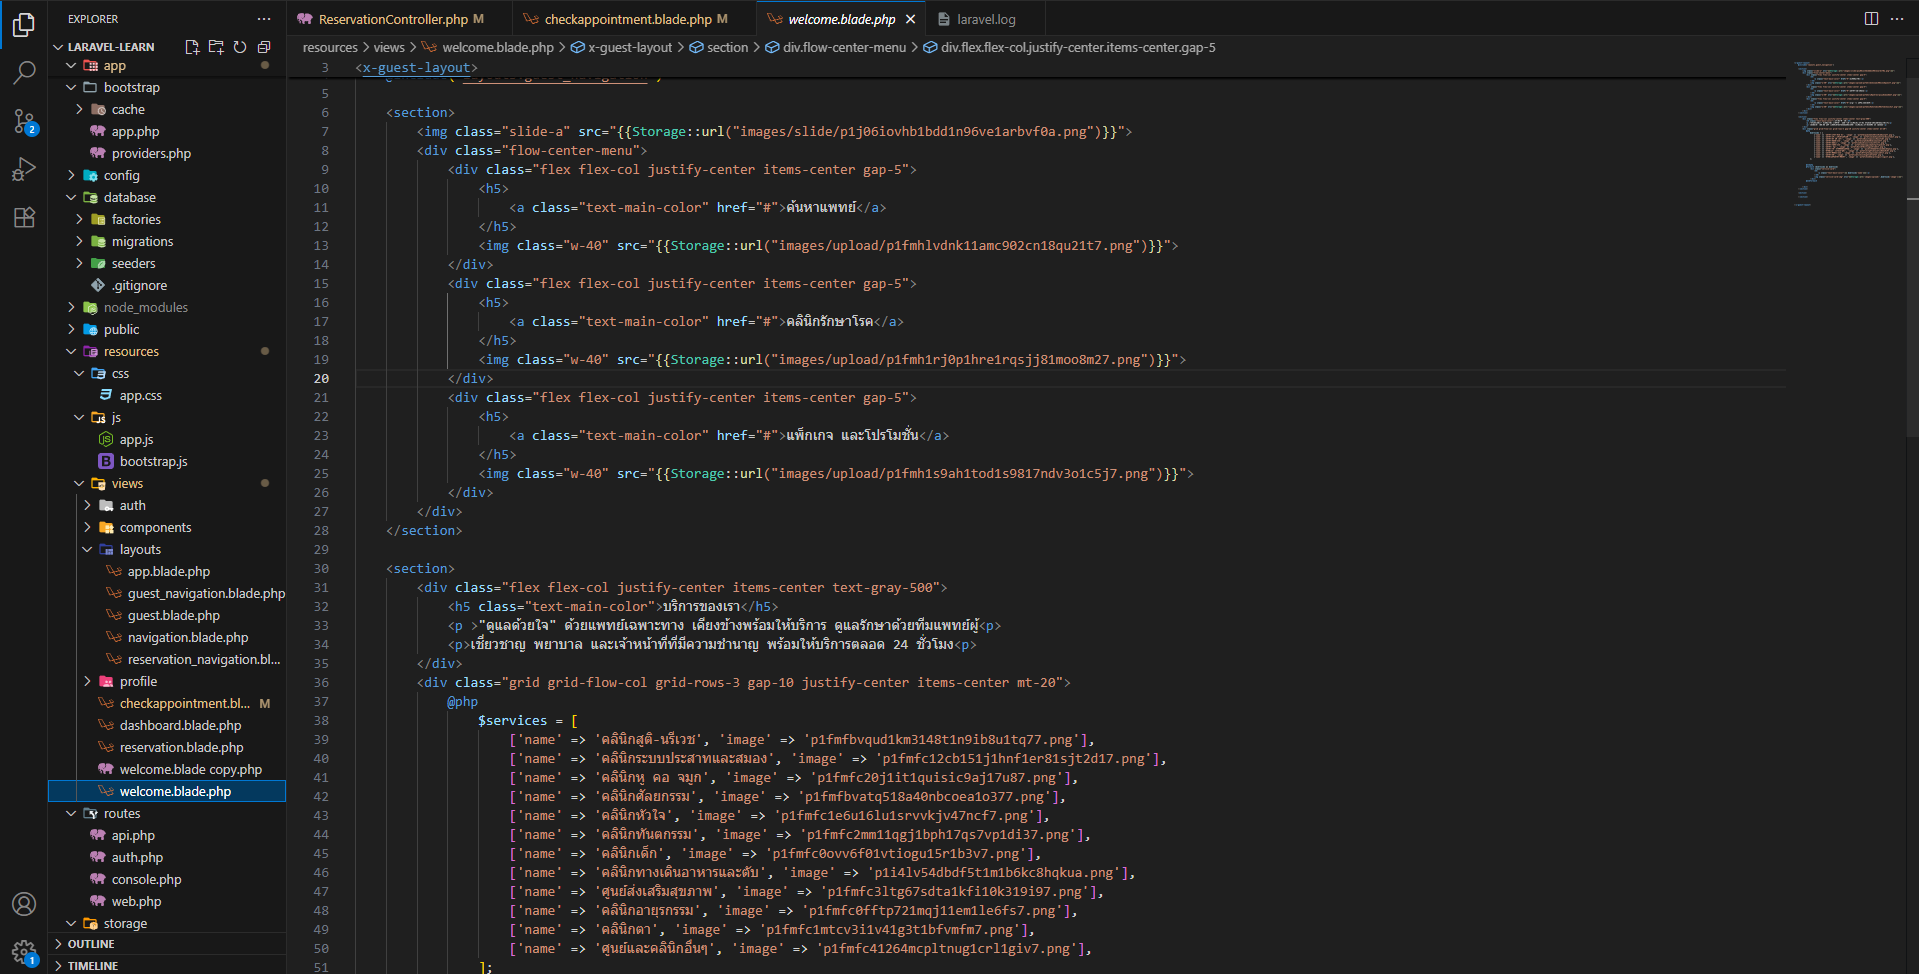 EXPLORER
LARAVEL-LEARN
app
bootstrap
cache
app.php
providers.php
config
database
factories
migrations
seeders
.gitignore
node_modules
public
resources
css
app.css
js
app.js
bootstrap.js
views
auth
components
layouts
app.blade.php
guest_navigation.blade.php
guest.blade.php
navigation.blade.php
reservation_navigation.bl...
profile
checkappointment.bl... M
dashboard.blade.php
reservation.blade.php
welcome.blade copy.php
welcome.blade.php
routes
api.php
auth.php
console.php
web.php
storage
OUTLINE
TIMELINE
2
1
ReservationController.php M
checkappointment.blade.php M
welcome.blade.php
laravel.log
resources > views > welcome.blade.php > x-guest-layout > section > div.flow-center-menu > div.flex.flex-col.justify-center.items-center.gap-5
3 <x-guest-layout>
5
6 <section>
7 <img class="slide-a" src="{{Storage::url("images/slide/p1j06iovhb1bdd1n96ve1arbvf0a.png")}}">
8 <div class="flow-center-menu">
9 <div class="flex flex-col justify-center items-center gap-5">
10 <h5>
11 <a class="text-main-color" href="#">ค้นหาแพทย์</a>
12 </h5>
13 <img class="w-40" src="{{Storage::url("images/upload/p1fmhlvdnk11amc902cn18qu21t7.png")}}">
14 </div>
15 <div class="flex flex-col justify-center items-center gap-5">
16 <h5>
17 <a class="text-main-color" href="#">คลินิกรักษาโรค</a>
18 </h5>
19 <img class="w-40" src="{{Storage::url("images/upload/p1fmh1rj0p1hre1rqsjj81moo8m27.png")}}">
20 </div>
21 <div class="flex flex-col justify-center items-center gap-5">
22 <h5>
23 <a class="text-main-color" href="#">แพ็กเกจ และโปรโมชั่น</a>
24 </h5>
25 <img class="w-40" src="{{Storage::url("images/upload/p1fmh1s9ah1tod1s9817ndv3o1c5j7.png")}}">
26 </div>
27 </div>
28 </section>
29
30 <section>
31 <div class="flex flex-col justify-center items-center text-gray-500">
32 <h5 class="text-main-color">บริการของเรา</h5>
33 <p >"ดูแลด้วยใจ" ด้วยแพทย์เฉพาะทาง เคียงข้างพร้อมให้บริการ ดูแลรักษาด้วยทีมแพทย์ผู้<p>
34 <p>เชี่ยวชาญ พยาบาล และเจ้าหน้าที่ที่มีความชำนาญ พร้อมให้บริการตลอด 24 ชั่วโมง<p>
35 </div>
36 <div class="grid grid-flow-col grid-rows-3 gap-10 justify-center items-center mt-20">
37 @php
38 $services = [
39 ['name' => 'คลินิกสูติ-นรีเวช', 'image' => 'p1fmfbvqud1km3148t1n9ib8u1tq77.png'],
40 ['name' => 'คลินิกระบบประสาทและสมอง', 'image' => 'p1fmfc12cb151j1hnf1er81sjt2d17.png'],
41 ['name' => 'คลินิกหู คอ จมูก', 'image' => 'p1fmfc20j1it1quisic9aj17u87.png'],
42 ['name' => 'คลินิกศัลยกรรม', 'image' => 'p1fmfbvatq518a40nbcoea1o377.png'],
43 ['name' => 'คลินิกหัวใจ', 'image' => 'p1fmfc1e6u16lu1srvvkjv47ncf7.png'],
44 ['name' => 'คลินิกทันตกรรม', 'image' => 'p1fmfc2mm11qgj1bph17qs7vp1di37.png'],
45 ['name' => 'คลินิกเด็ก', 'image' => 'p1fmfc0ovv6f01vtiogu15r1b3v7.png'],
46 ['name' => 'คลินิกทางเดินอาหารและตับ', 'image' => 'p1i4lv54dbdf5t1m1b6kc8hqkua.png'],
47 ['name' => 'ศูนย์ส่งเสริมสุขภาพ', 'image' => 'p1fmfc3ltg67sdta1kfi10k319i97.png'],
48 ['name' => 'คลินิกอายุรกรรม', 'image' => 'p1fmfc0fftp721mqj11em1le6fs7.png'],
49 ['name' => 'คลินิกตา', 'image' => 'p1fmfc1mtcv3i1v41g3t1bfvmfm7.png'],
50 ['name' => 'ศูนย์และคลินิกอื่นๆ', 'image' => 'p1fmfc41264mcpltnug1crl1giv7.png'],
51 ];